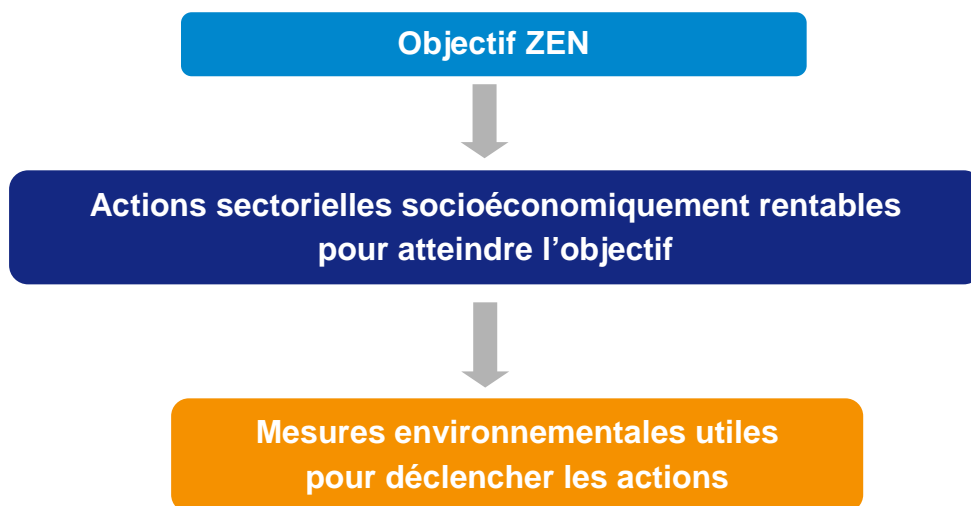 Objectif ZEN
Actions sectorielles socioéconomiquement rentables
pour atteindre l’objectif
Mesures environnementales utiles
pour déclencher les actions